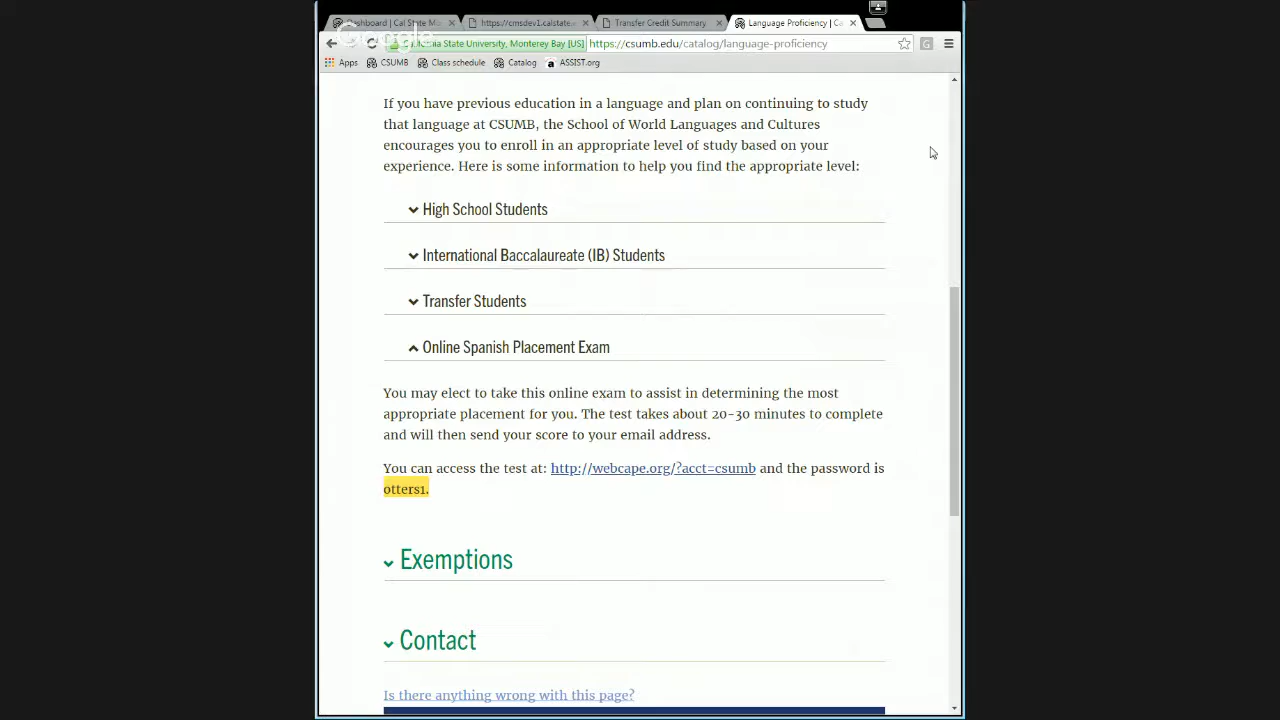 Dashboard | Cal State Mo
https://cmsdev1.calstate.
Transfer Credit Summary
Language Proficiency | Ca
Google
California State University, Monterey Bay [US]
https://csumb.edu/catalog/language-proficiency
Apps
CSUMB
Class schedule
Catalog
ASSIST.org
If you have previous education in a language and plan on continuing to study
that language at CSUMB, the School of World Languages and Cultures
encourages you to enroll in an appropriate level of study based on your
experience. Here is some information to help you find the appropriate level:
High School Students
International Baccalaureate (IB) Students
Transfer Students
Online Spanish Placement Exam
You may elect to take this online exam to assist in determining the most
appropriate placement for you. The test takes about 20-30 minutes to complete
and will then send your score to your email address.
You can access the test at: http://webcape.org/?acct=csumb and the password is
otters1.
Exemptions
Contact
Is there anything wrong with this page?